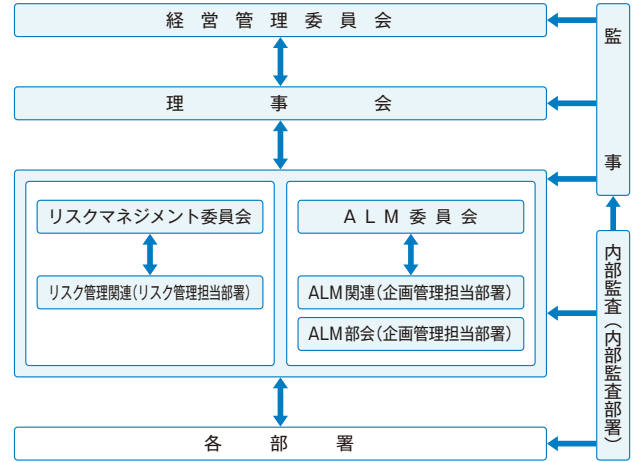 経営管理委員会
理事会
リスクマネジメント委員会
リスク管理関連(リスク管理担当部署)
ALM委員会
ALM関連(企画管理担当部署)
ALM部会(企画管理担当部署)
各部署
監事
内部監査(内部監査部署)